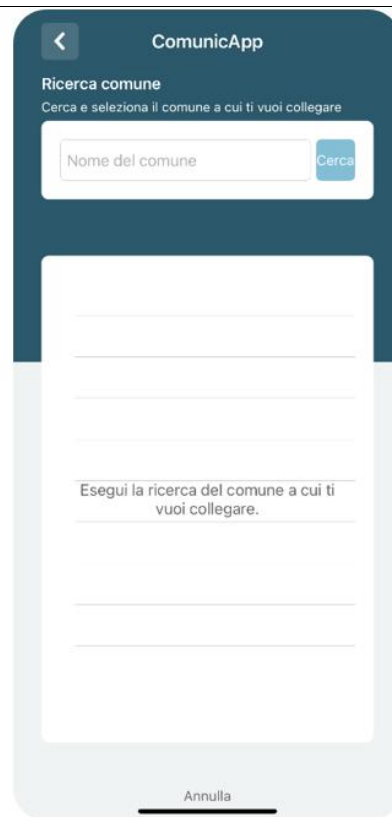 ComunicApp
Ricerca comune
Cerca e seleziona il comune a cui ti vuoi collegare
Nome del comune
Cerca
Esegui la ricerca del comune a cui ti
vuoi collegare.
Annulla